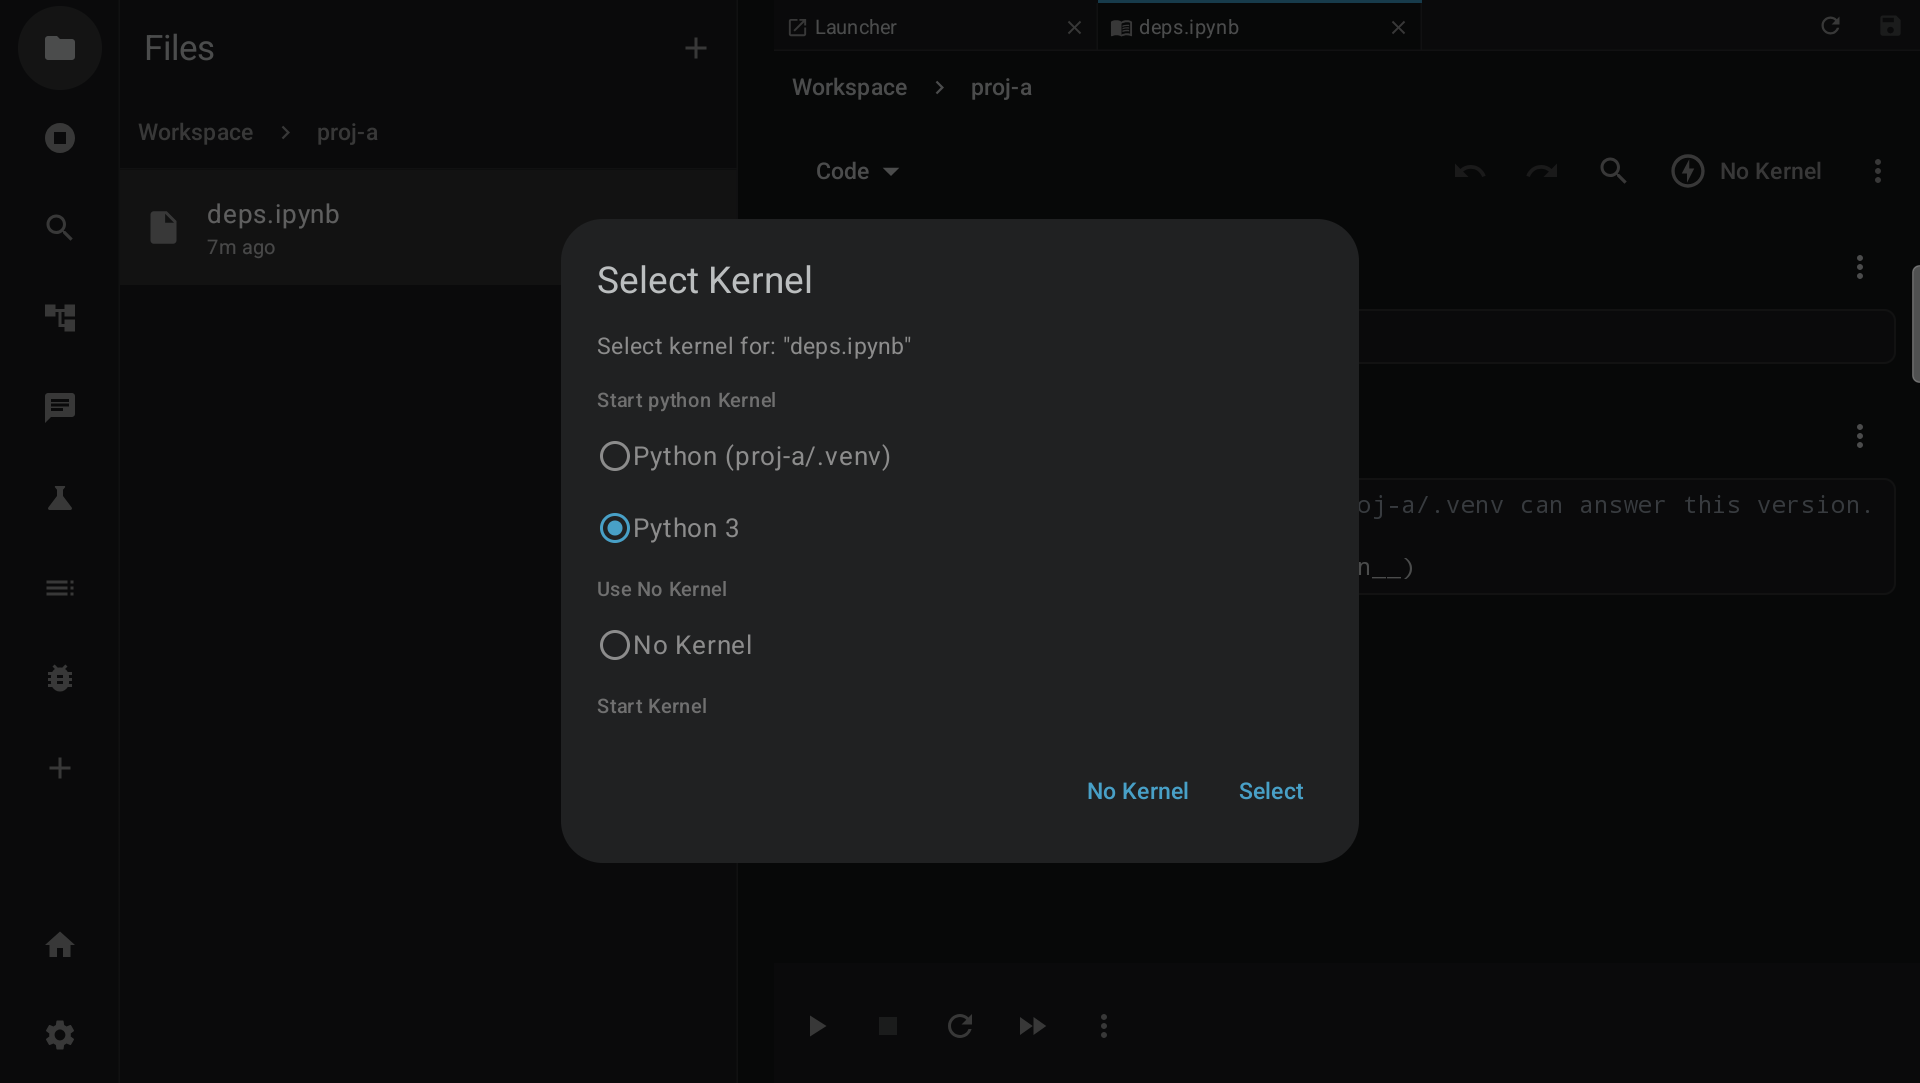 Files
Workspace > proj-a
deps.ipynb
7m ago
Launcher
deps.ipynb
Workspace > proj-a
Code
No Kernel
oj-a/.venv can answer this version.
n__)
Select Kernel
Select kernel for: "deps.ipynb"
Start python Kernel
Python (proj-a/.venv)
Python 3
Use No Kernel
No Kernel
Start Kernel
No Kernel
Select